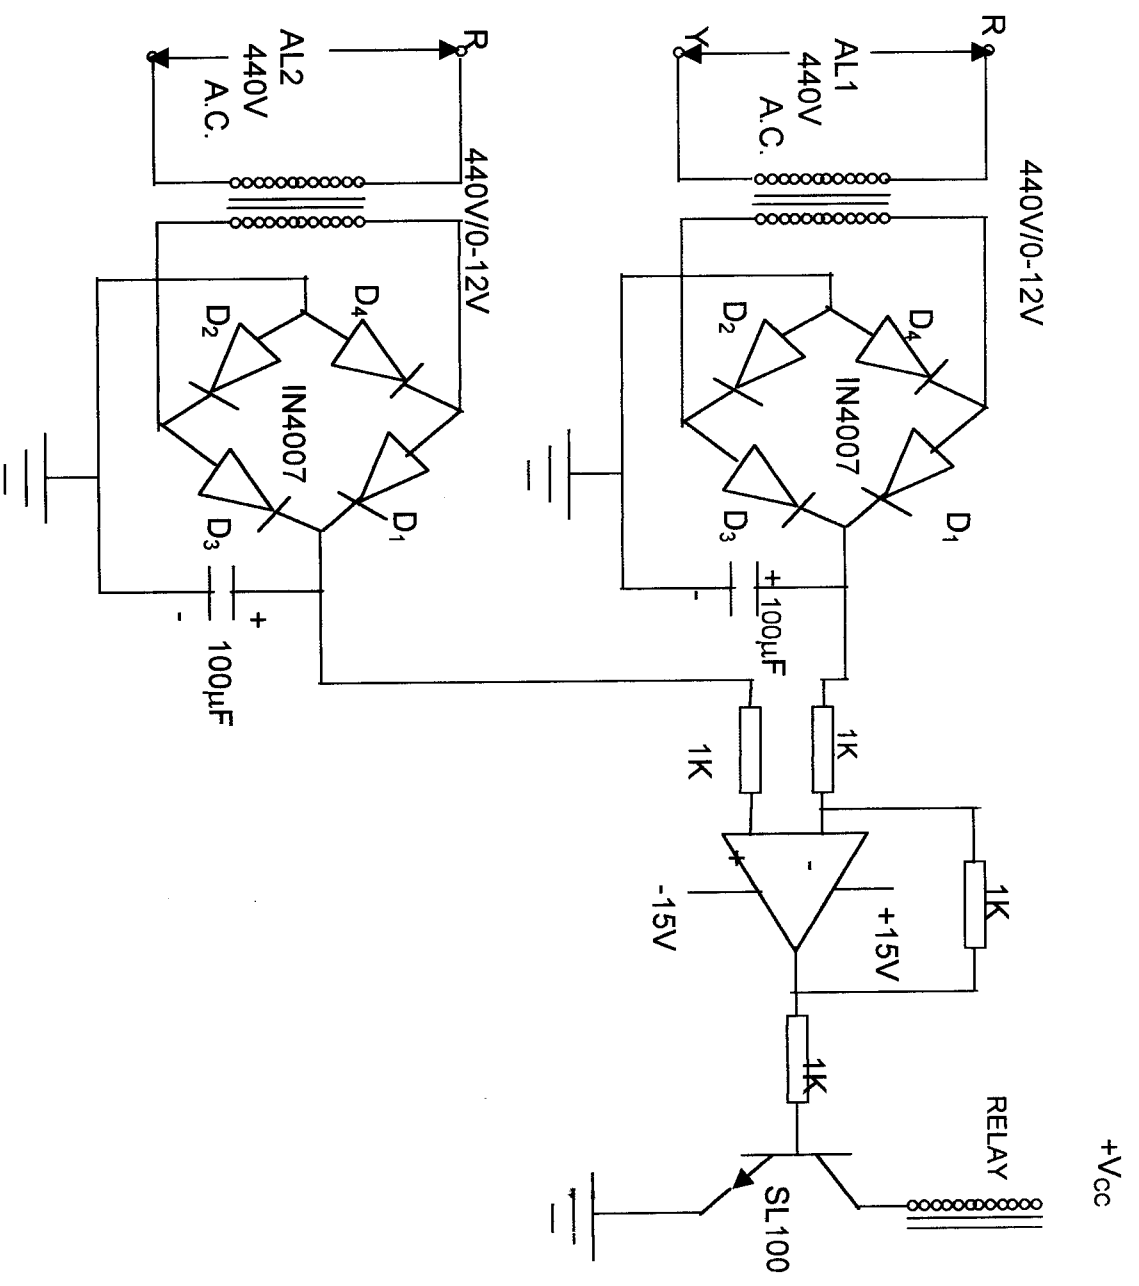 R
AL1
440V
A.C.
Y
440V/0-12V
D4
D2
IN4007
D1
D3
+
-
100µF
1K
1K
-
+
+15V
-15V
1K
1K
RELAY
+Vcc
SL100
R
AL2
440V
A.C.
440V/0-12V
D4
D2
IN4007
D1
D3
+
-
100µF